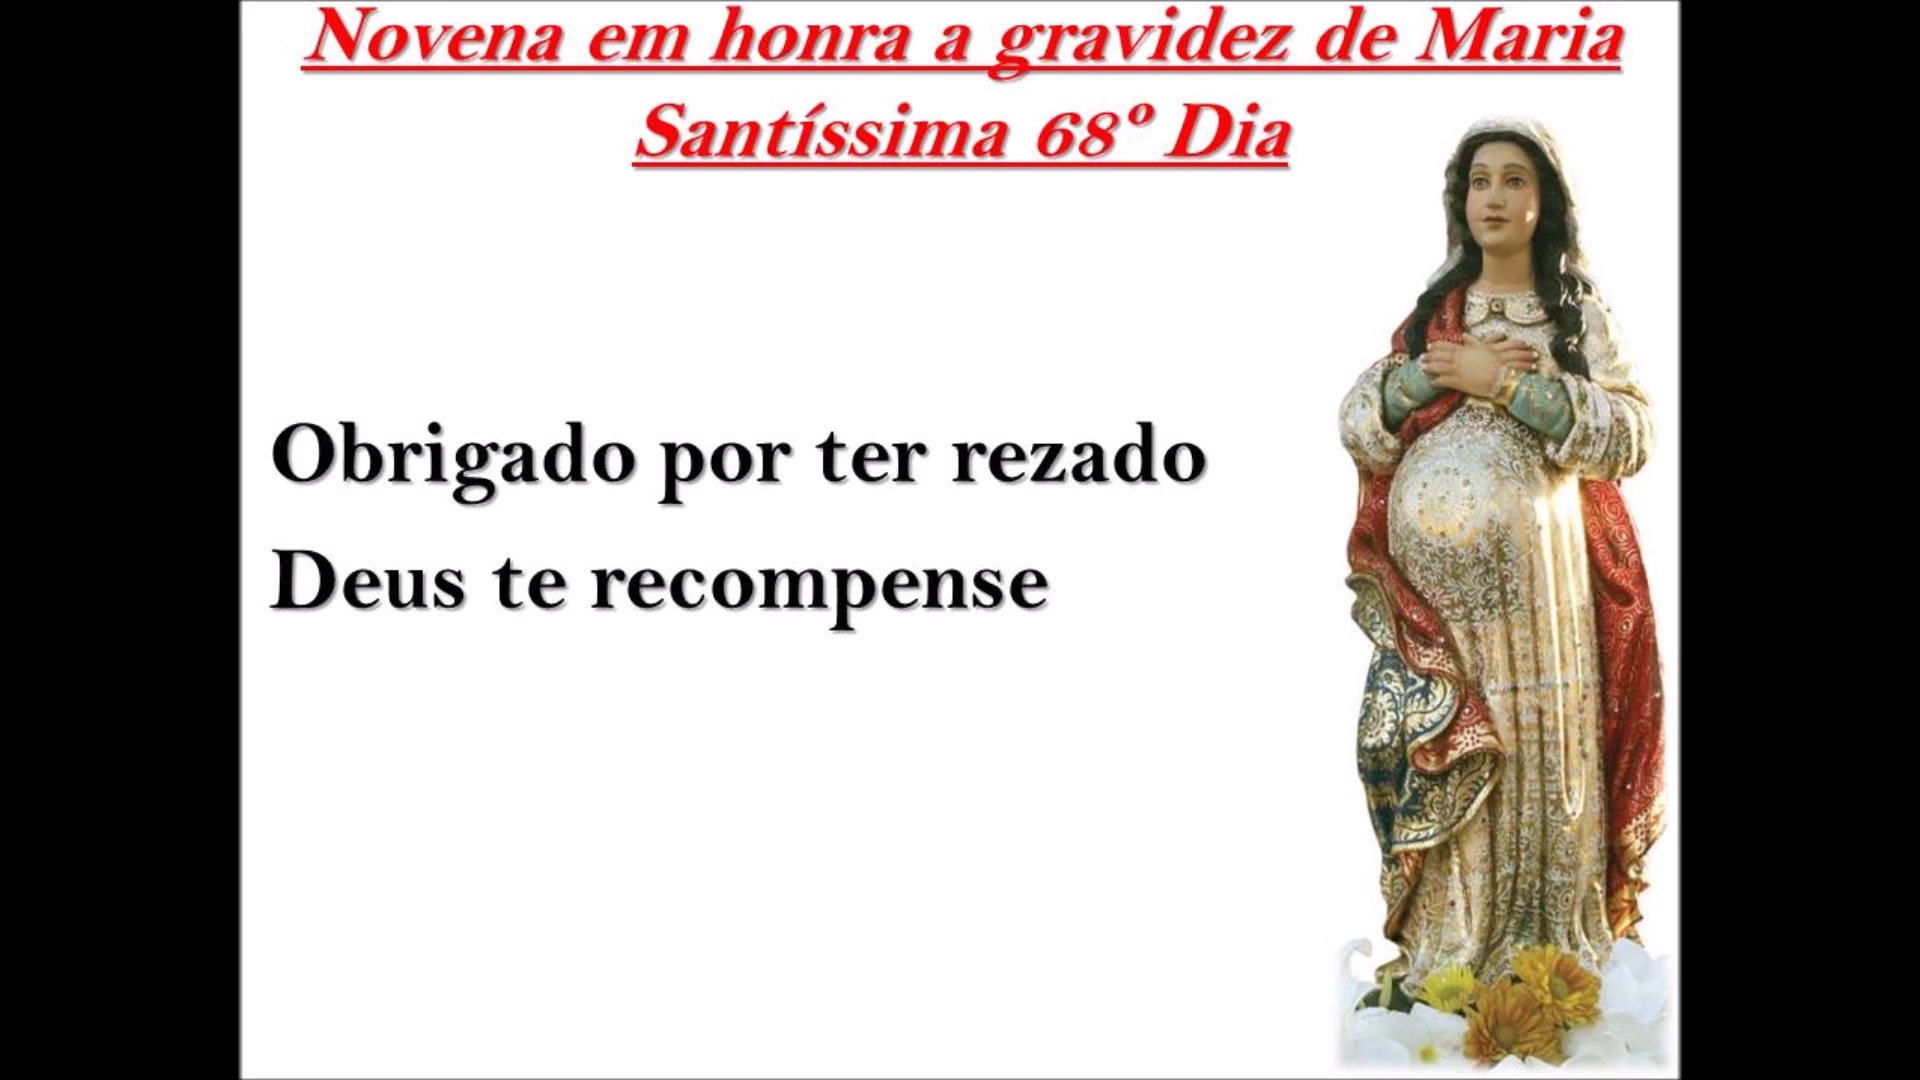 Novena em honra a gravidez de Maria
Santíssima 68º Dia
Obrigado por ter rezado
Deus te recompense